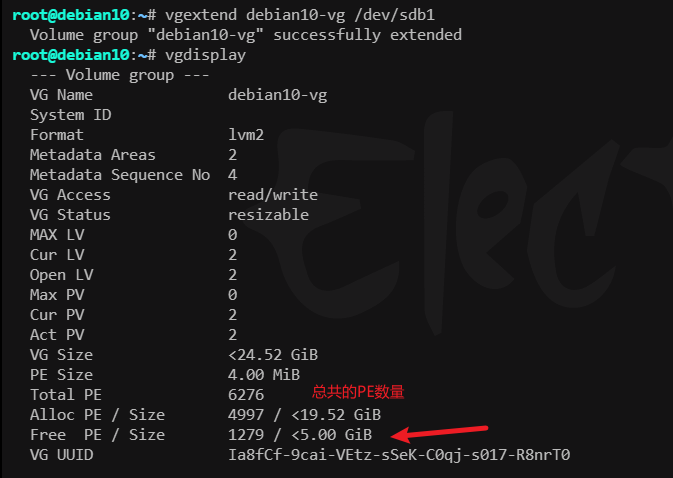 root@debian10:~# vgextend debian10-vg /dev/sdb1
  Volume group "debian10-vg" successfully extended
root@debian10:~# vgdisplay
  --- Volume group ---
  VG Name               debian10-vg
  System ID
  Format                lvm2
  Metadata Areas        2
  Metadata Sequence No  4
  VG Access             read/write
  VG Status             resizable
  MAX LV                0
  Cur LV                2
  Open LV               2
  Max PV                0
  Cur PV                2
  Act PV                2
  VG Size               <24.52 GiB
  PE Size               4.00 MiB
  Total PE              6276 总共的PE数量
  Alloc PE / Size       4997 / <19.52 GiB
  Free  PE / Size       1279 / <5.00 GiB
  VG UUID               Ia8fCf-9cai-VEtz-sSeK-C0qj-s017-R8nrT0
Elec